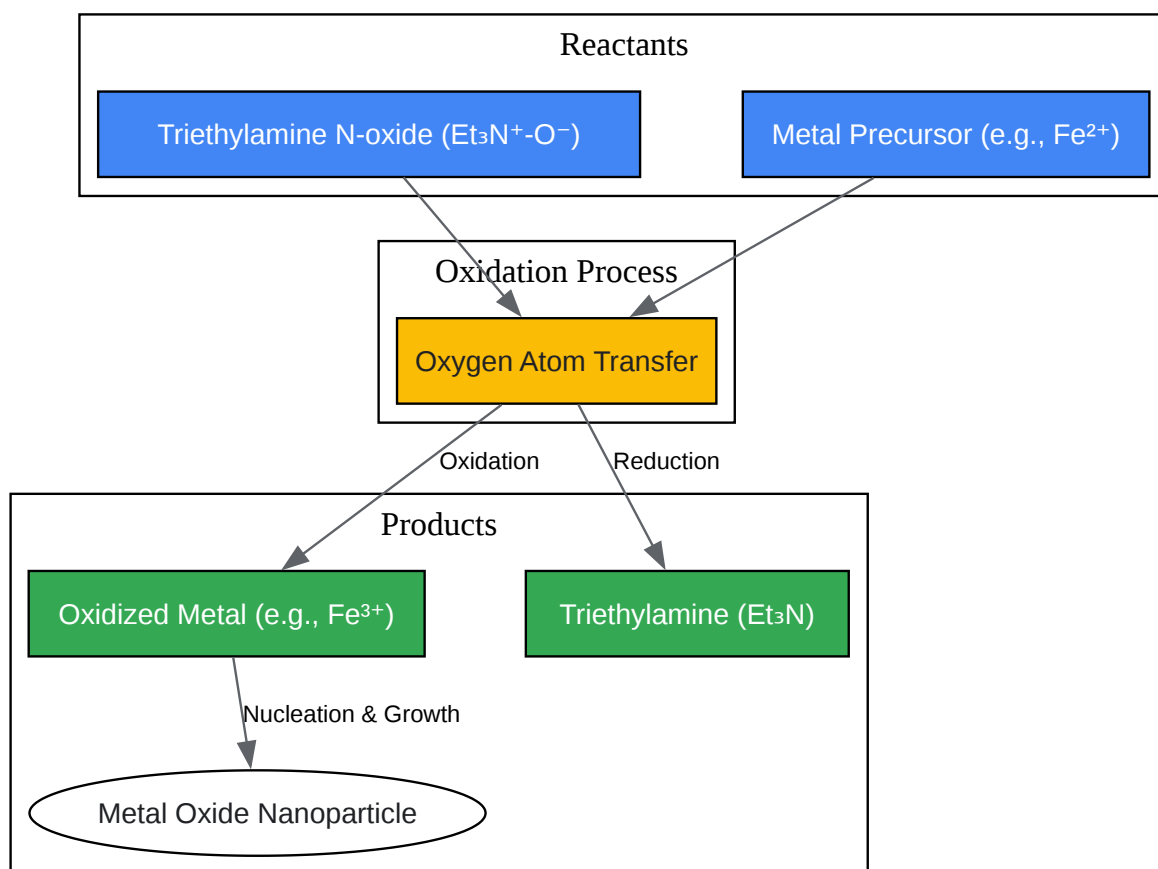 Reactants
Triethylamine N-oxide (Et₃N⁺-O⁻)
Metal Precursor (e.g., Fe²⁺)
Oxidation Process
Oxygen Atom Transfer
Oxidation
Reduction
Products
Oxidized Metal (e.g., Fe³⁺)
Triethylamine (Et₃N)
Nucleation & Growth
Metal Oxide Nanoparticle